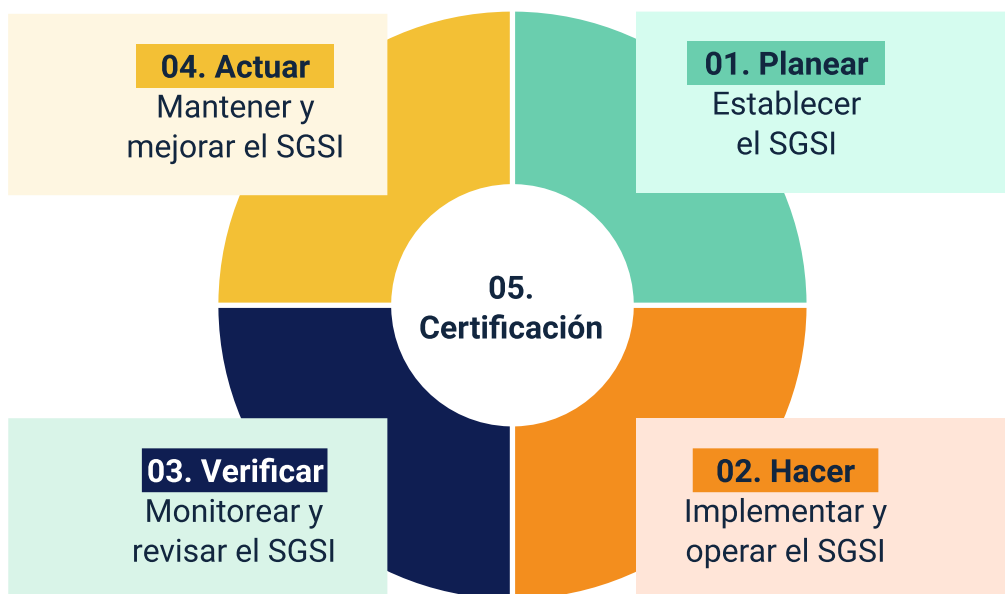 04. Actuar
Mantener y
mejorar el SGSI
01. Planear
Establecer
el SGSI
05.
Certificación
03. Verificar
Monitorear y
revisar el SGSI
02. Hacer
Implementar y
operar el SGSI